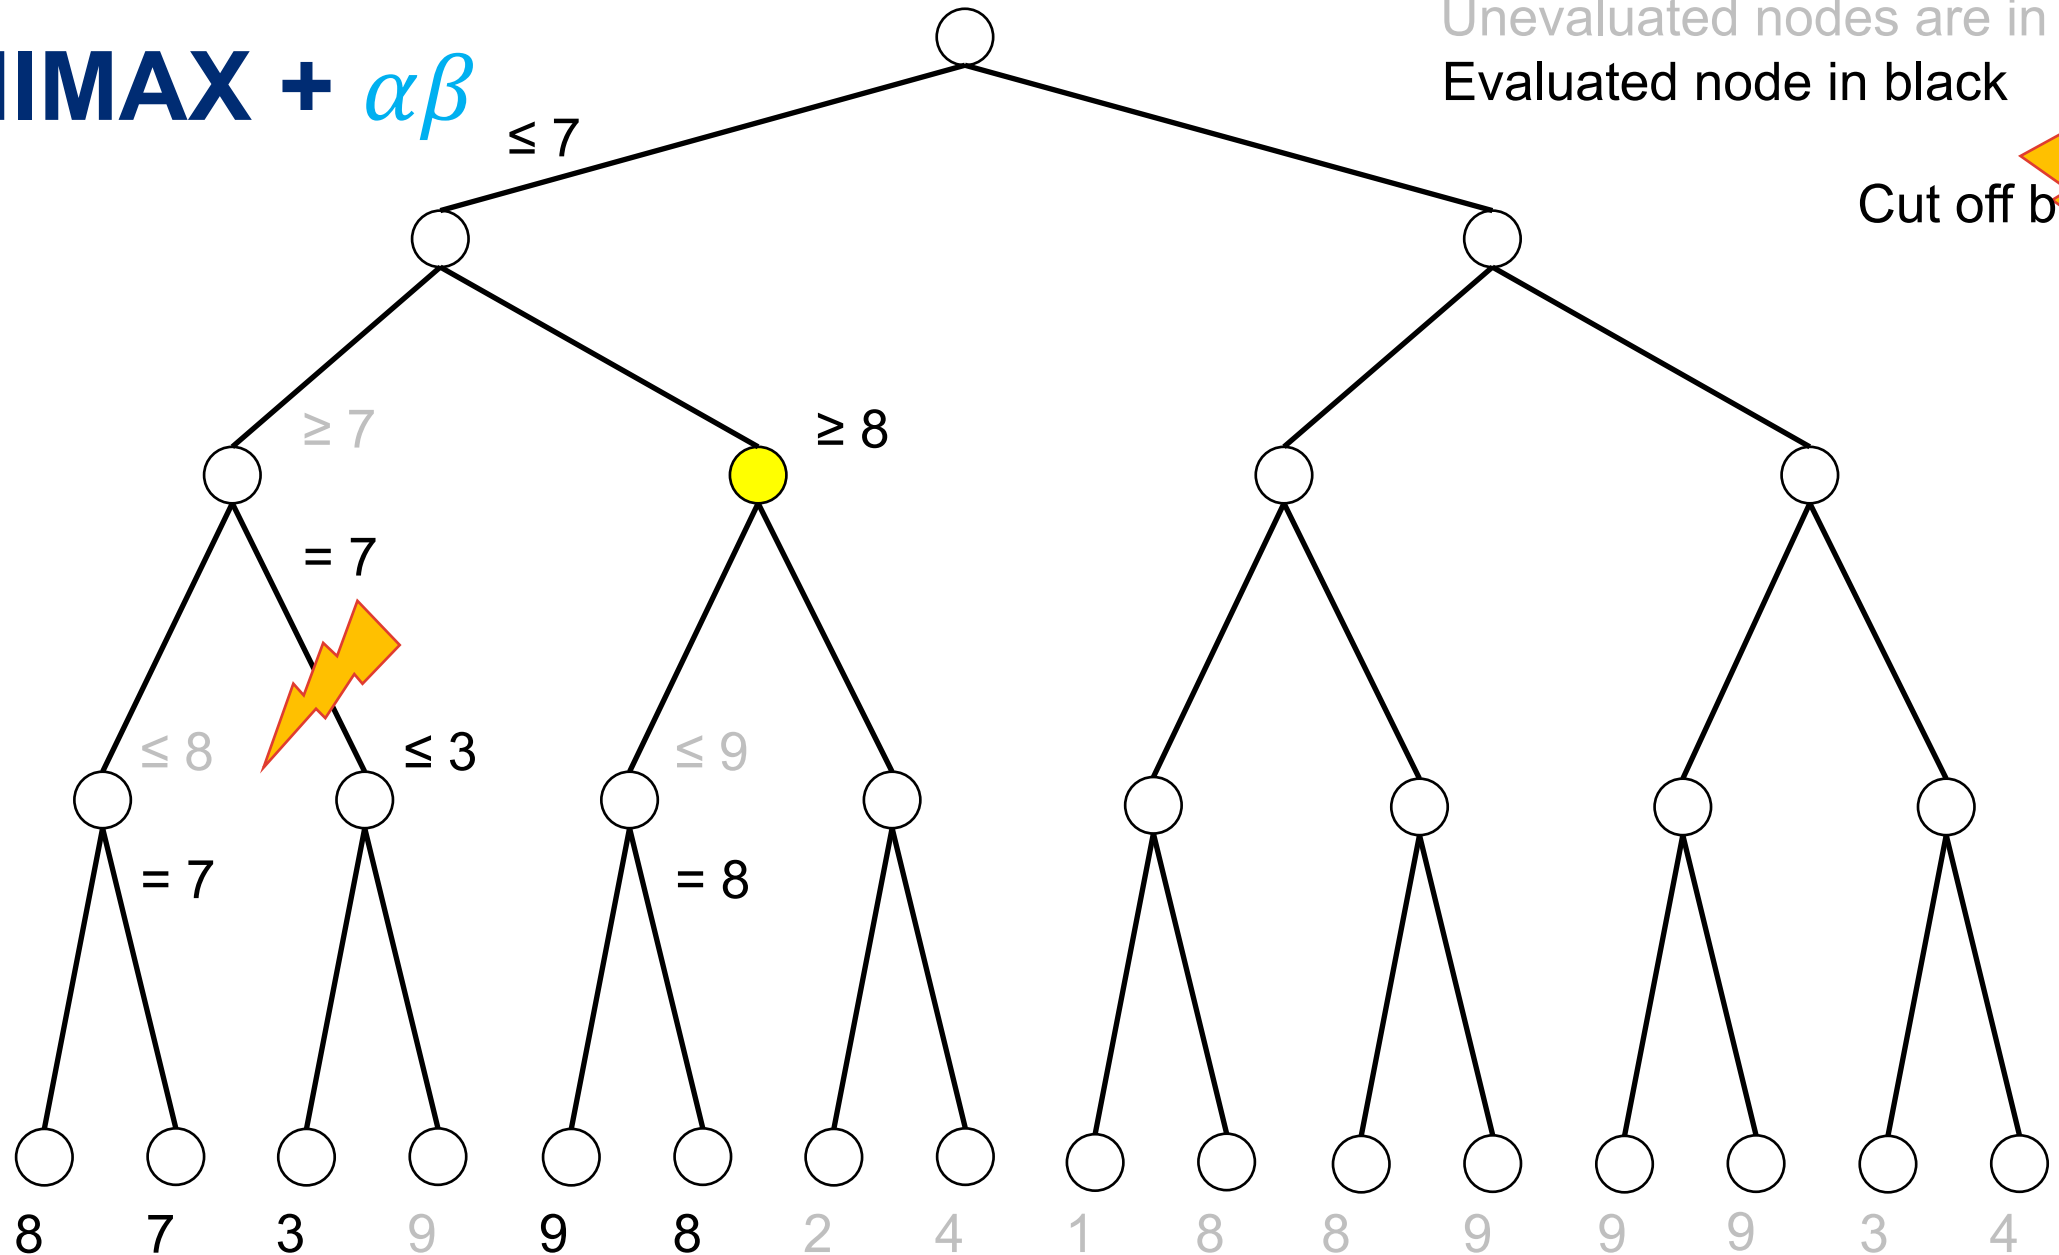 Unevaluated nodes are in
IIMAX + αβ
Evaluated node in black
≤ 7
Cut off b
≥ 7
≥ 8
= 7
≤ 8
≤ 3
≤ 9
= 7
= 8
8 7 3 9 9 8 2 4 1 8 8 9 9 9 3 4